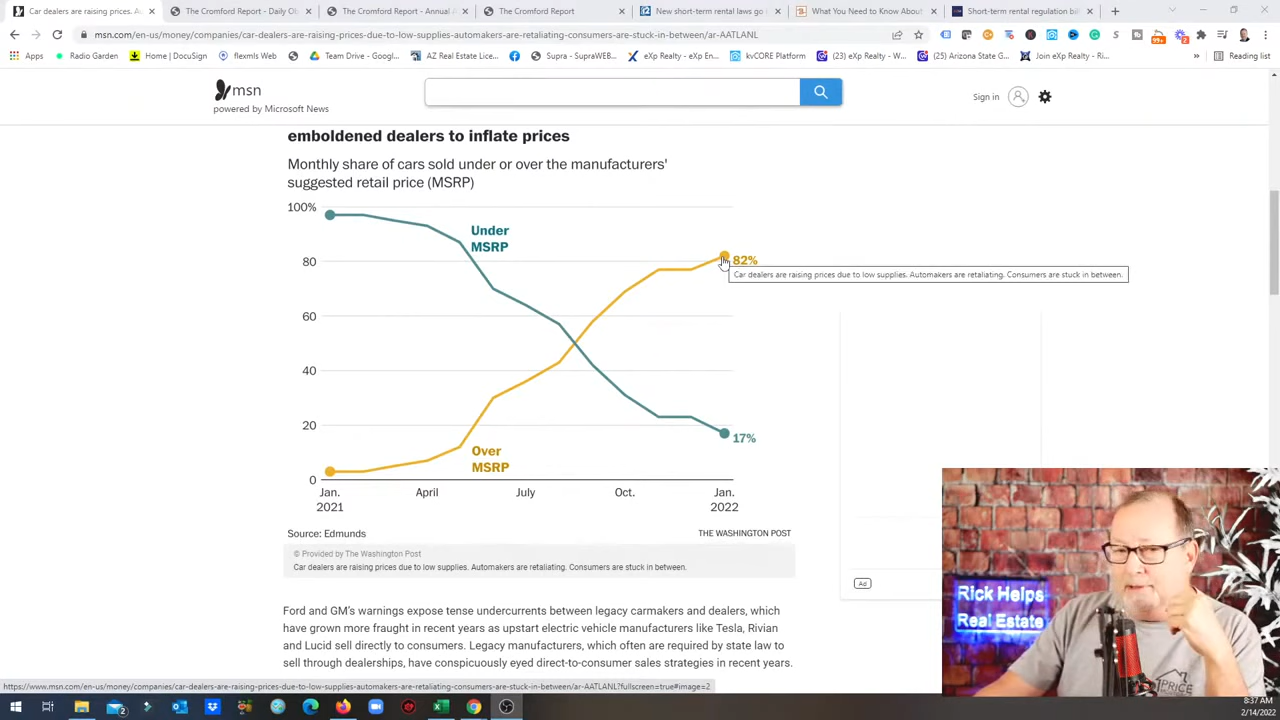 Car dealers are raising prices. A
The Cromford Report - Daily Ob
The Cromford Report - Annual A
The Cromford Report
New short-term rental laws go i
What You Need to Know About
Short-term rental regulation bil
msn.com/en-us/money/companies/car-dealers-are-raising-prices-due-to-low-supplies-automakers-are-retaliating-consumers-are-stuck-in-between/ar-AATLANL
99+
Apps
Radio Garden
Home | DocuSign
flexmls Web
Team Drive - Googl...
AZ Real Estate Lice...
Supra - SupraWEB...
eXp Realty - eXp En...
kvCORE Platform
(23) eXp Realty - W...
(25) Arizona State G...
Join eXp Realty - Ri...
»
Reading list
msn
powered by Microsoft News
Sign in
emboldened dealers to inflate prices
Monthly share of cars sold under or over the manufacturers'
suggested retail price (MSRP)
100%
80
60
40
20
0
Under
MSRP
82%
Car dealers are raising prices due to low supplies. Automakers are retaliating. Consumers are stuck in between.
Over
MSRP
17%
Jan.
2021
April
July
Oct.
Jan.
2022
Source: Edmunds
THE WASHINGTON POST
© Provided by The Washington Post
Car dealers are raising prices due to low supplies. Automakers are retaliating. Consumers are stuck in between.
Ad
Ford and GM's warnings expose tense undercurrents between legacy carmakers and dealers, which
have grown more fraught in recent years as upstart electric vehicle manufacturers like Tesla, Rivian
and Lucid sell directly to consumers. Legacy manufacturers, which often are required by state law to
sell through dealerships, have conspicuously eyed direct-to-consumer sales strategies in recent years.
Rick Helps
Real Estate
PRICE
https://www.msn.com/en-us/money/companies/car-dealers-are-raising-prices-due-to-low-supplies-automakers-are-retaliating-consumers-are-stuck-in-between/ar-AATLANL?fullscreen=true#image=2
8:37 AM
2/14/2022